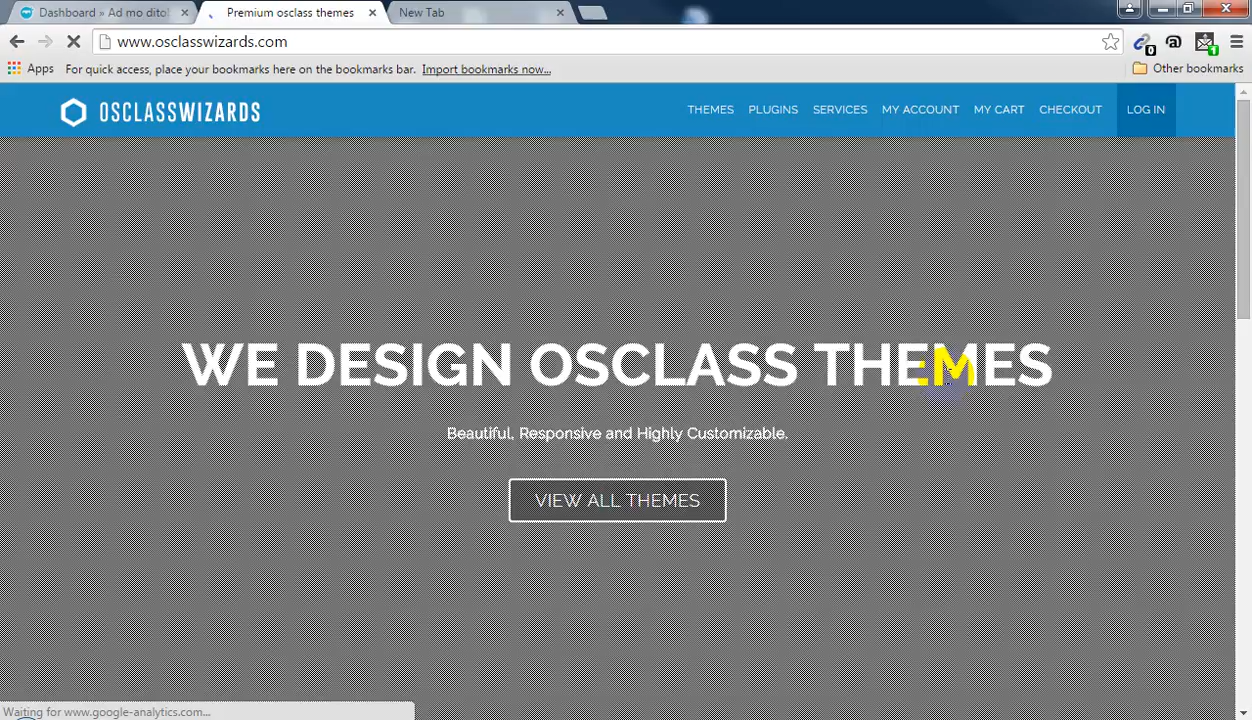 Dashboard » Ad mo dito!
Premium osclass themes
New Tab
www.osclasswizards.com
0
1
Apps
For quick access, place your bookmarks here on the bookmarks bar. Import bookmarks now...
Other bookmarks
OSCLASSWIZARDS
THEMES PLUGINS SERVICES MY ACCOUNT MY CART CHECKOUT LOG IN
WE DESIGN OSCLASS THEMES
Beautiful, Responsive and Highly Customizable.
VIEW ALL THEMES
Waiting for www.google-analytics.com...